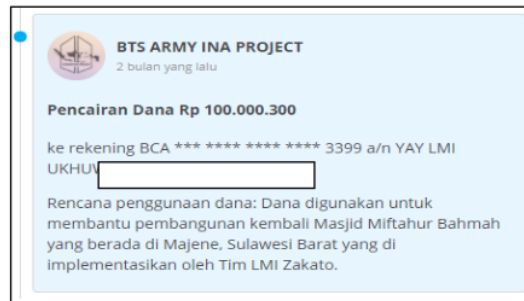 BTS ARMY INA PROJECT
2 bulan yang lalu
Pencairan Dana Rp 100.000.300
ke rekening BCA *** **** **** **** 3399 a/n YAY LMI
Rencana penggunaan dana: Dana digunakan untuk
membantu pembangunan kembali Masjid Miftahur Bahmah
yang berada di Majene, Sulawesi Barat yang di
implementasikan oleh Tim LMI Zakato.